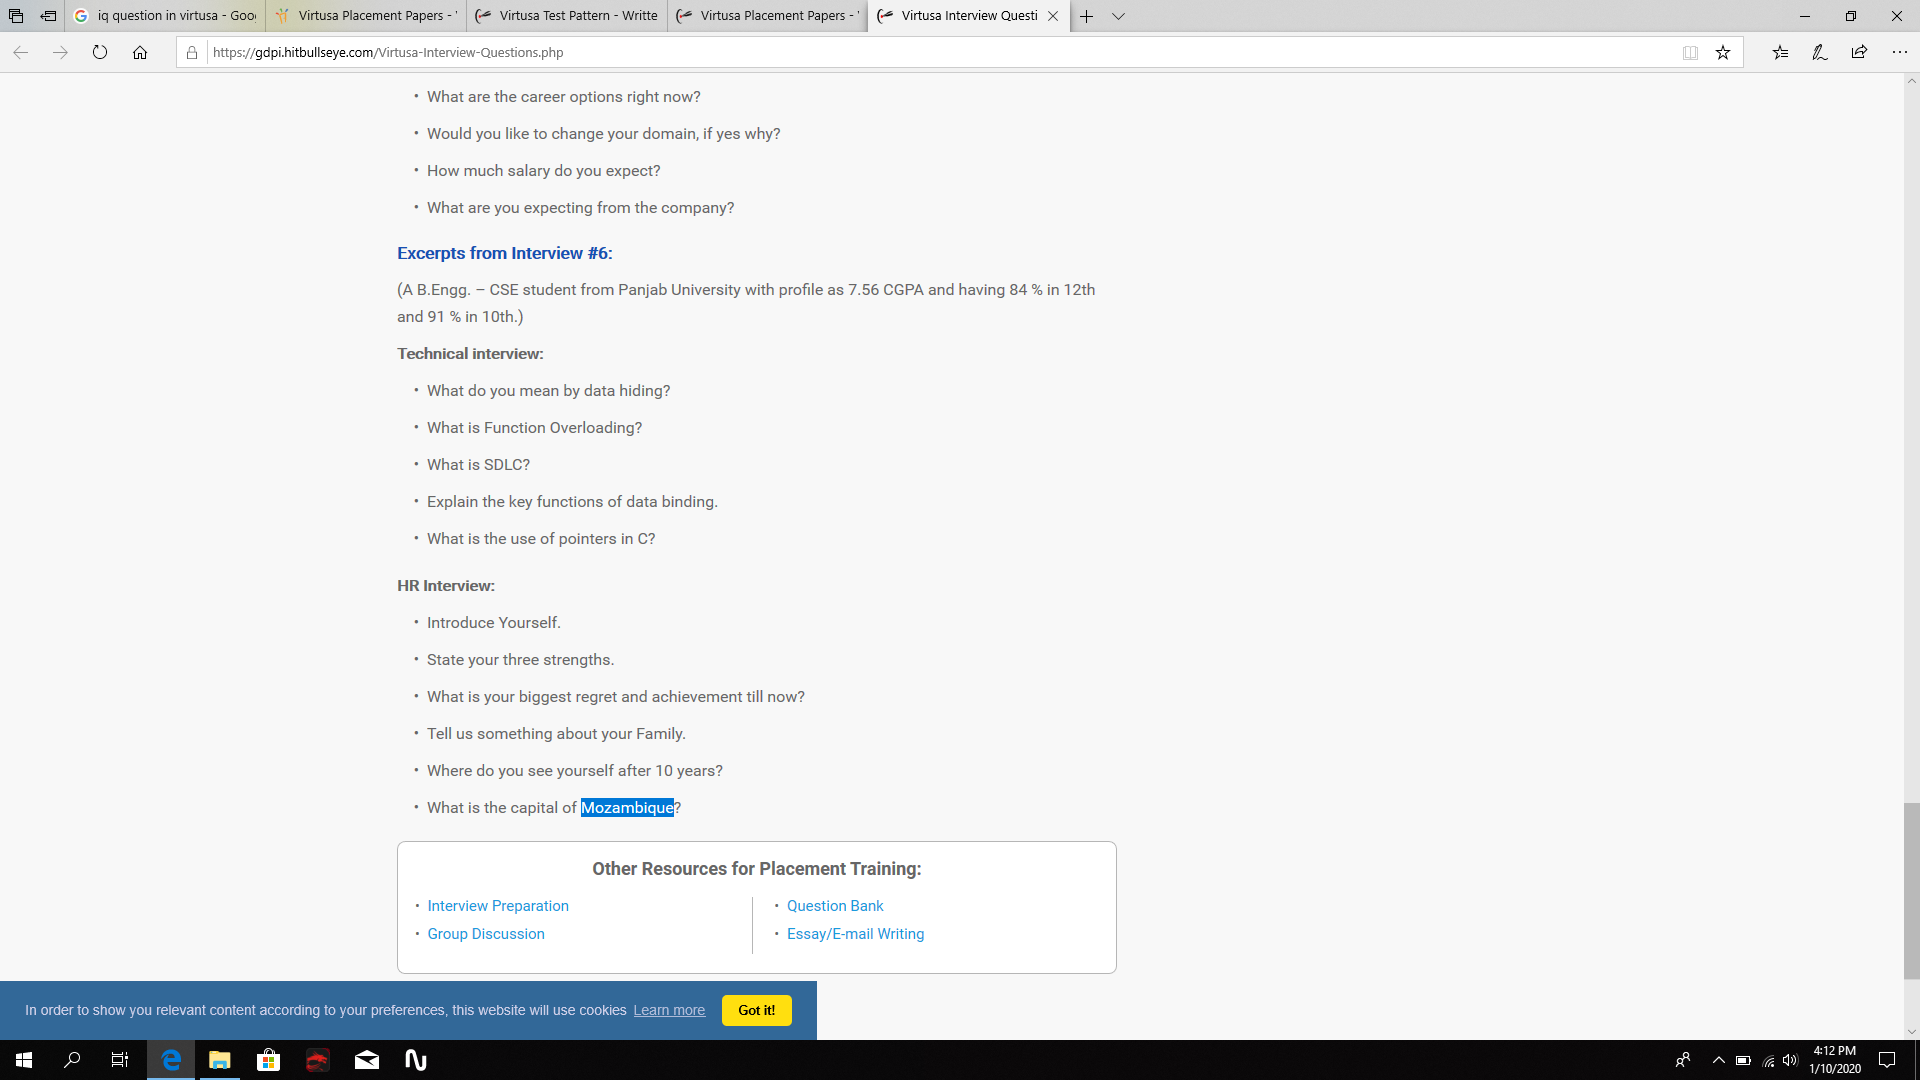 iq question in virtusa - Goo
Virtusa Placement Papers - '
Virtusa Test Pattern - Writte
Virtusa Placement Papers - '
Virtusa Interview Questi
https://gdpi.hitbullseye.com/Virtusa-Interview-Questions.php
• What are the career options right now?
• Would you like to change your domain, if yes why?
• How much salary do you expect?
• What are you expecting from the company?
Excerpts from Interview #6:
(A B.Engg. – CSE student from Panjab University with profile as 7.56 CGPA and having 84 % in 12th
and 91 % in 10th.)
Technical interview:
• What do you mean by data hiding?
• What is Function Overloading?
• What is SDLC?
• Explain the key functions of data binding.
• What is the use of pointers in C?
HR Interview:
• Introduce Yourself.
• State your three strengths.
• What is your biggest regret and achievement till now?
• Tell us something about your Family.
• Where do you see yourself after 10 years?
• What is the capital of Mozambique?
Other Resources for Placement Training:
• Interview Preparation
• Group Discussion
• Question Bank
• Essay/E-mail Writing
In order to show you relevant content according to your preferences, this website will use cookies Learn more Got it!
4:12 PM
1/10/2020